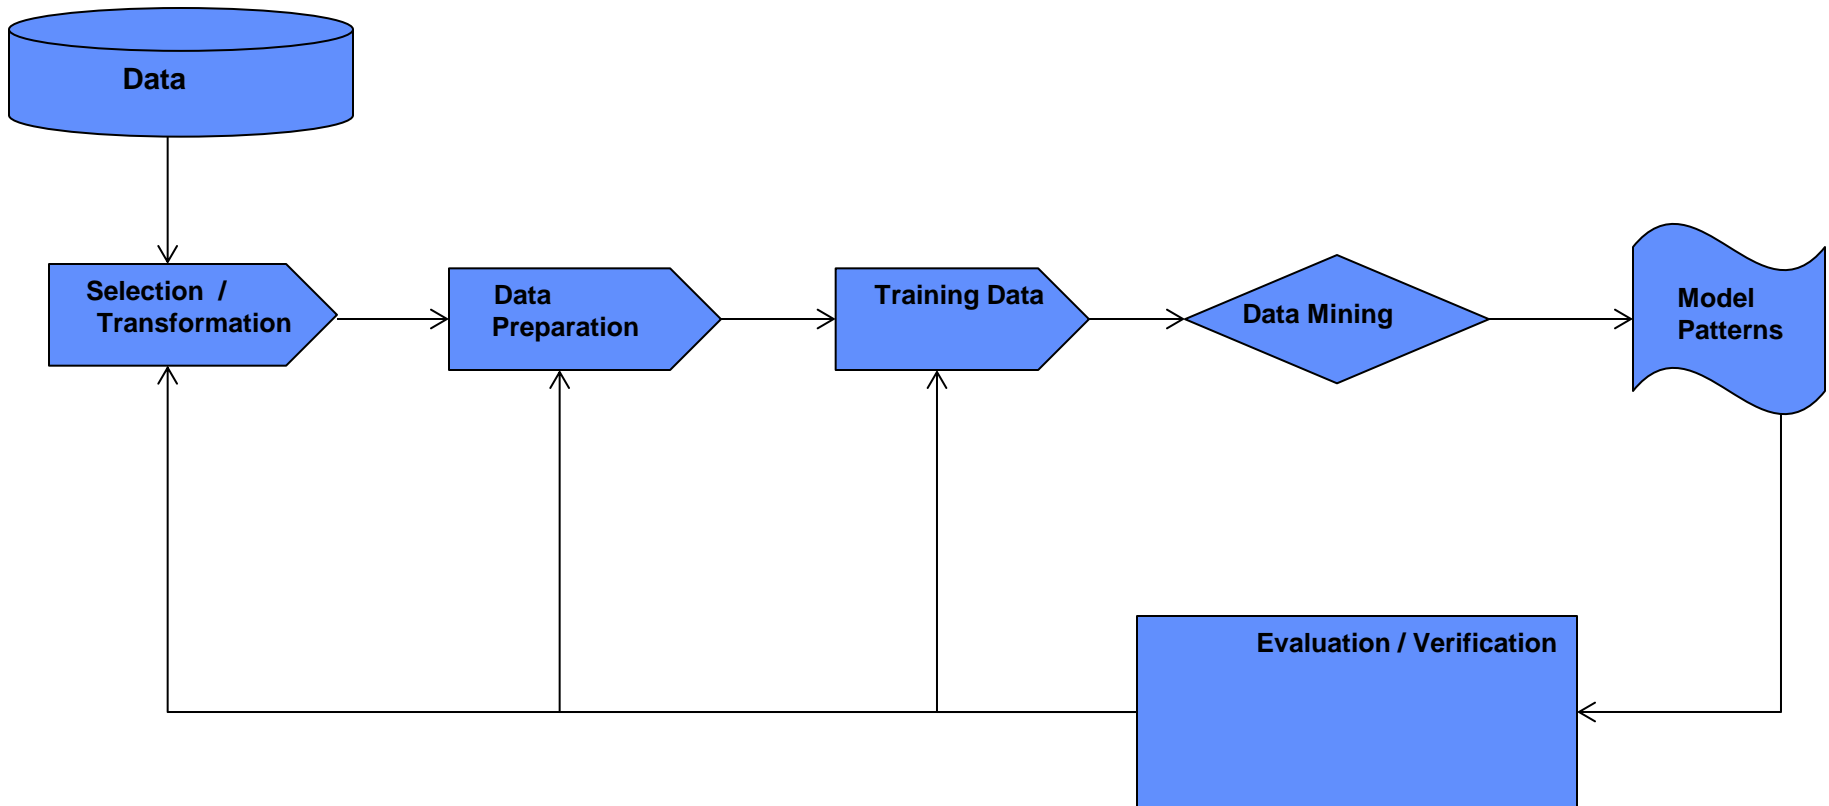 Data
Selection /
Transformation
Data
Preparation
Training Data
Data Mining
Model
Patterns
Evaluation / Verification